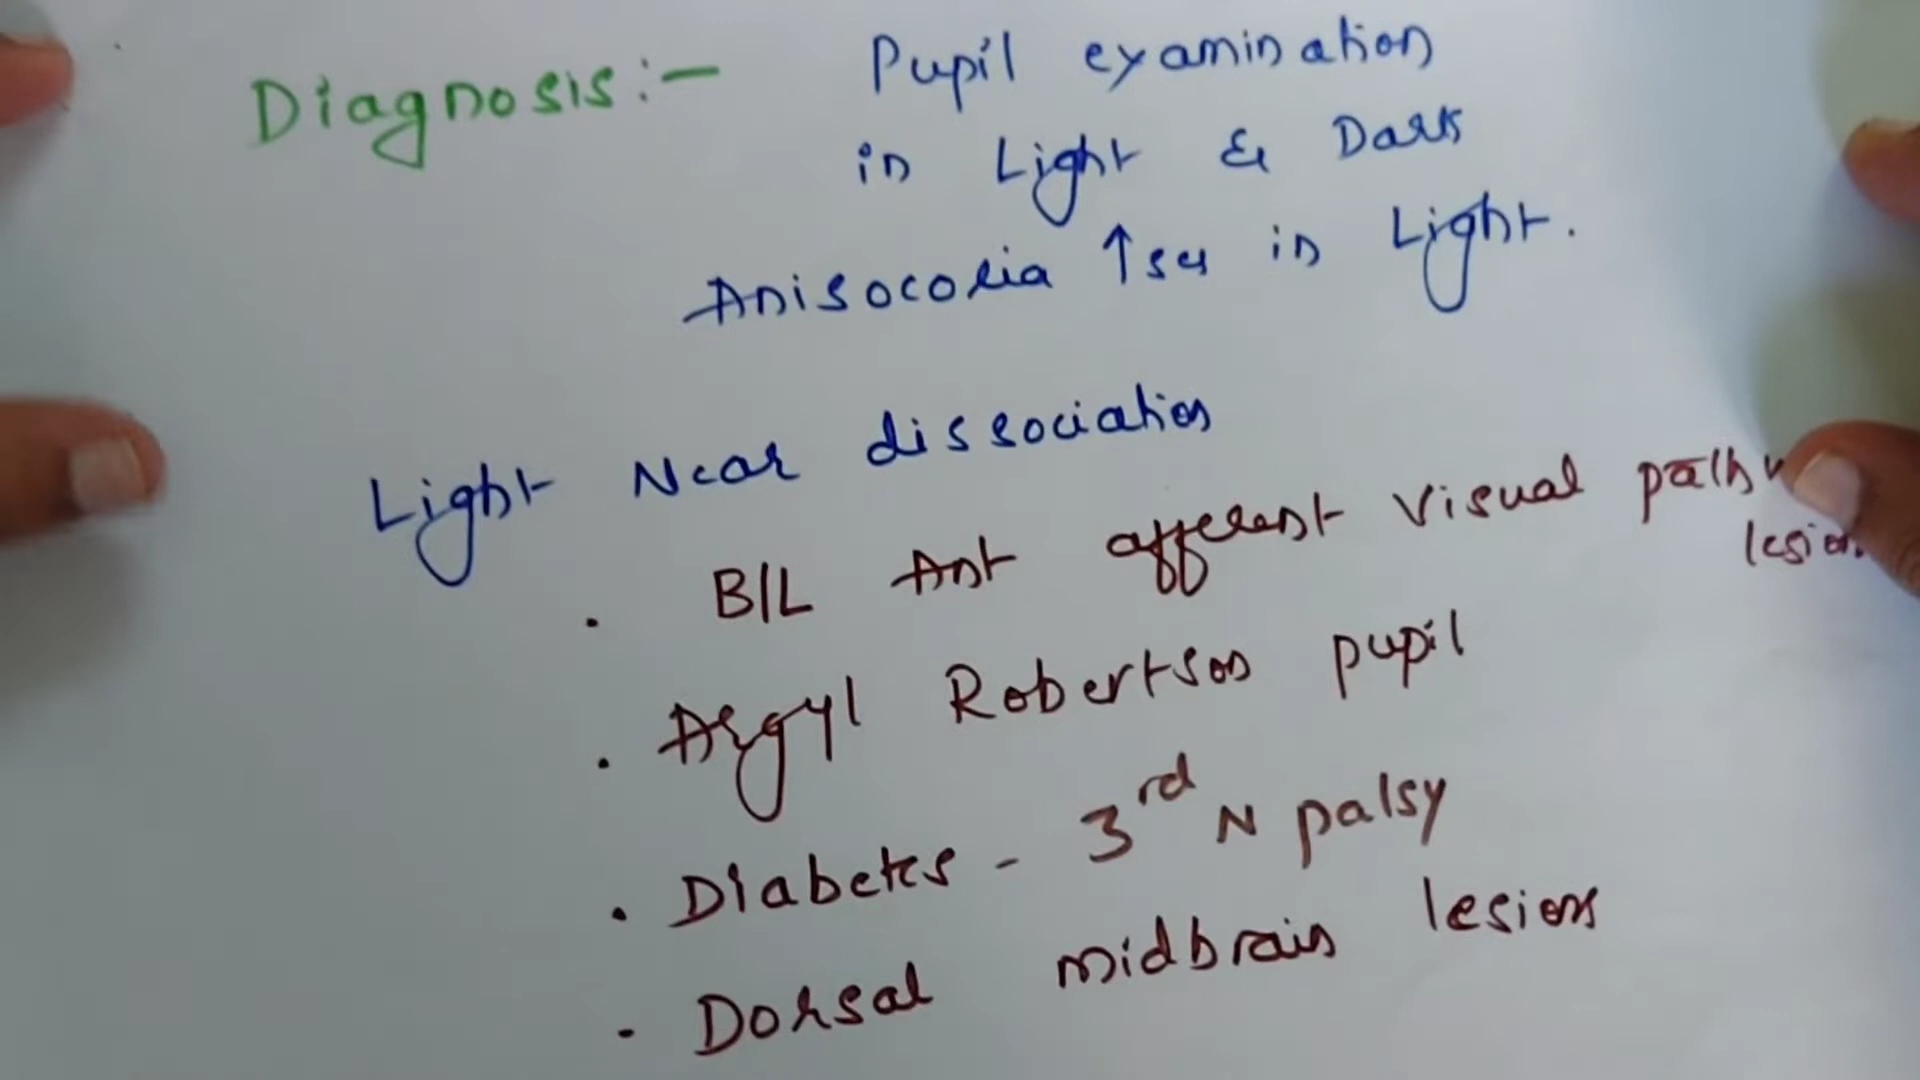 Diagnosis:- Pupil examination
in Light & Dark
Anisocoria ↑ses in Light.
Light Near dissociation
. B/L Ant afferent visual
lesion
. Argyl Robertson pupil
. Diabetes - 3rd N palsy
. Dorsal midbrain lesions